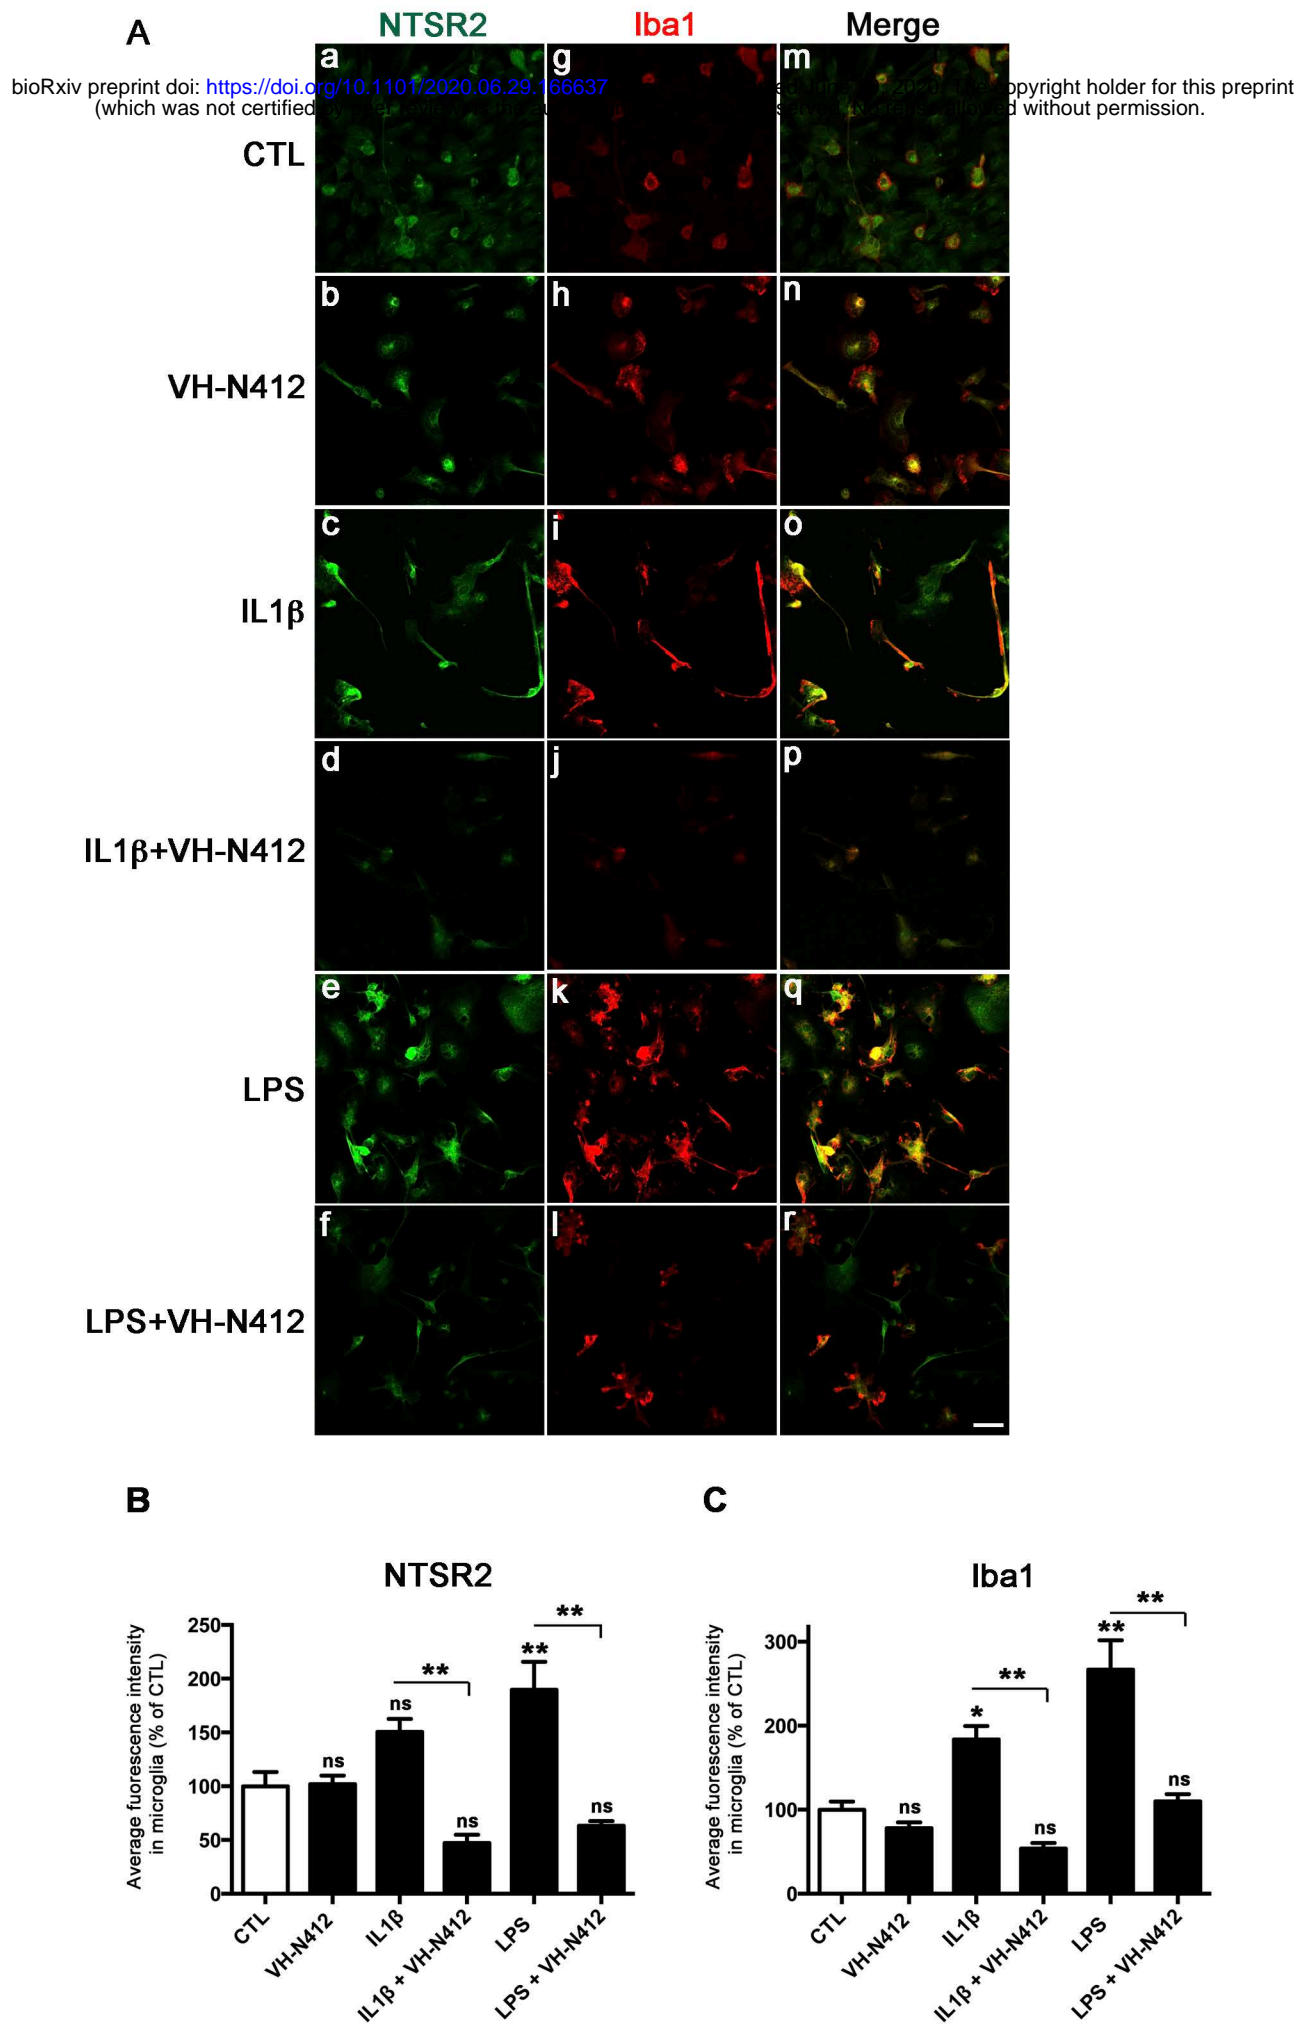 A
NTSR2 Iba1 Merge
a g m
bioRxiv preprint doi: https://doi.org/10.1101/2020.06.29.166637 opyright holder for this preprint
(which was not certified without permission.
CTL
b h n
VH-N412
c i o
IL1β
d j p
IL1β+VH-N412
e k q
LPS
f l r
LPS+VH-N412
B
NTSR2
Average fuorescence intensity
in microglia (% of CTL)
250
200
150
100
50
0
ns
ns
**
ns
**
**
ns
CTL
VH-N412
IL1β
IL1β + VH-N412
LPS
LPS + VH-N412
C
Iba1
Average fuorescence intensity
in microglia (% of CTL)
300
200
100
0
ns
*
**
ns
**
**
ns
CTL
VH-N412
IL1β
IL1β + VH-N412
LPS
LPS + VH-N412